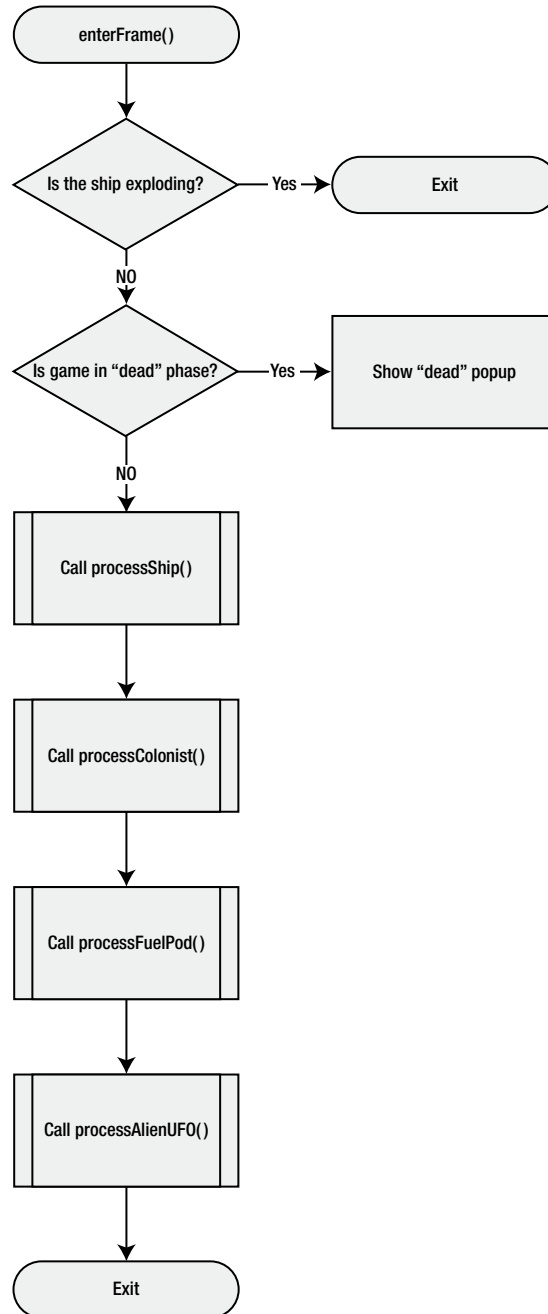 enterFrame()
Is the ship exploding?
Yes
Exit
NO
Is game in “dead” phase?
Yes
Show “dead” popup
NO
Call processShip()
Call processColonist()
Call processFuelPod()
Call processAlienUFO()
Exit